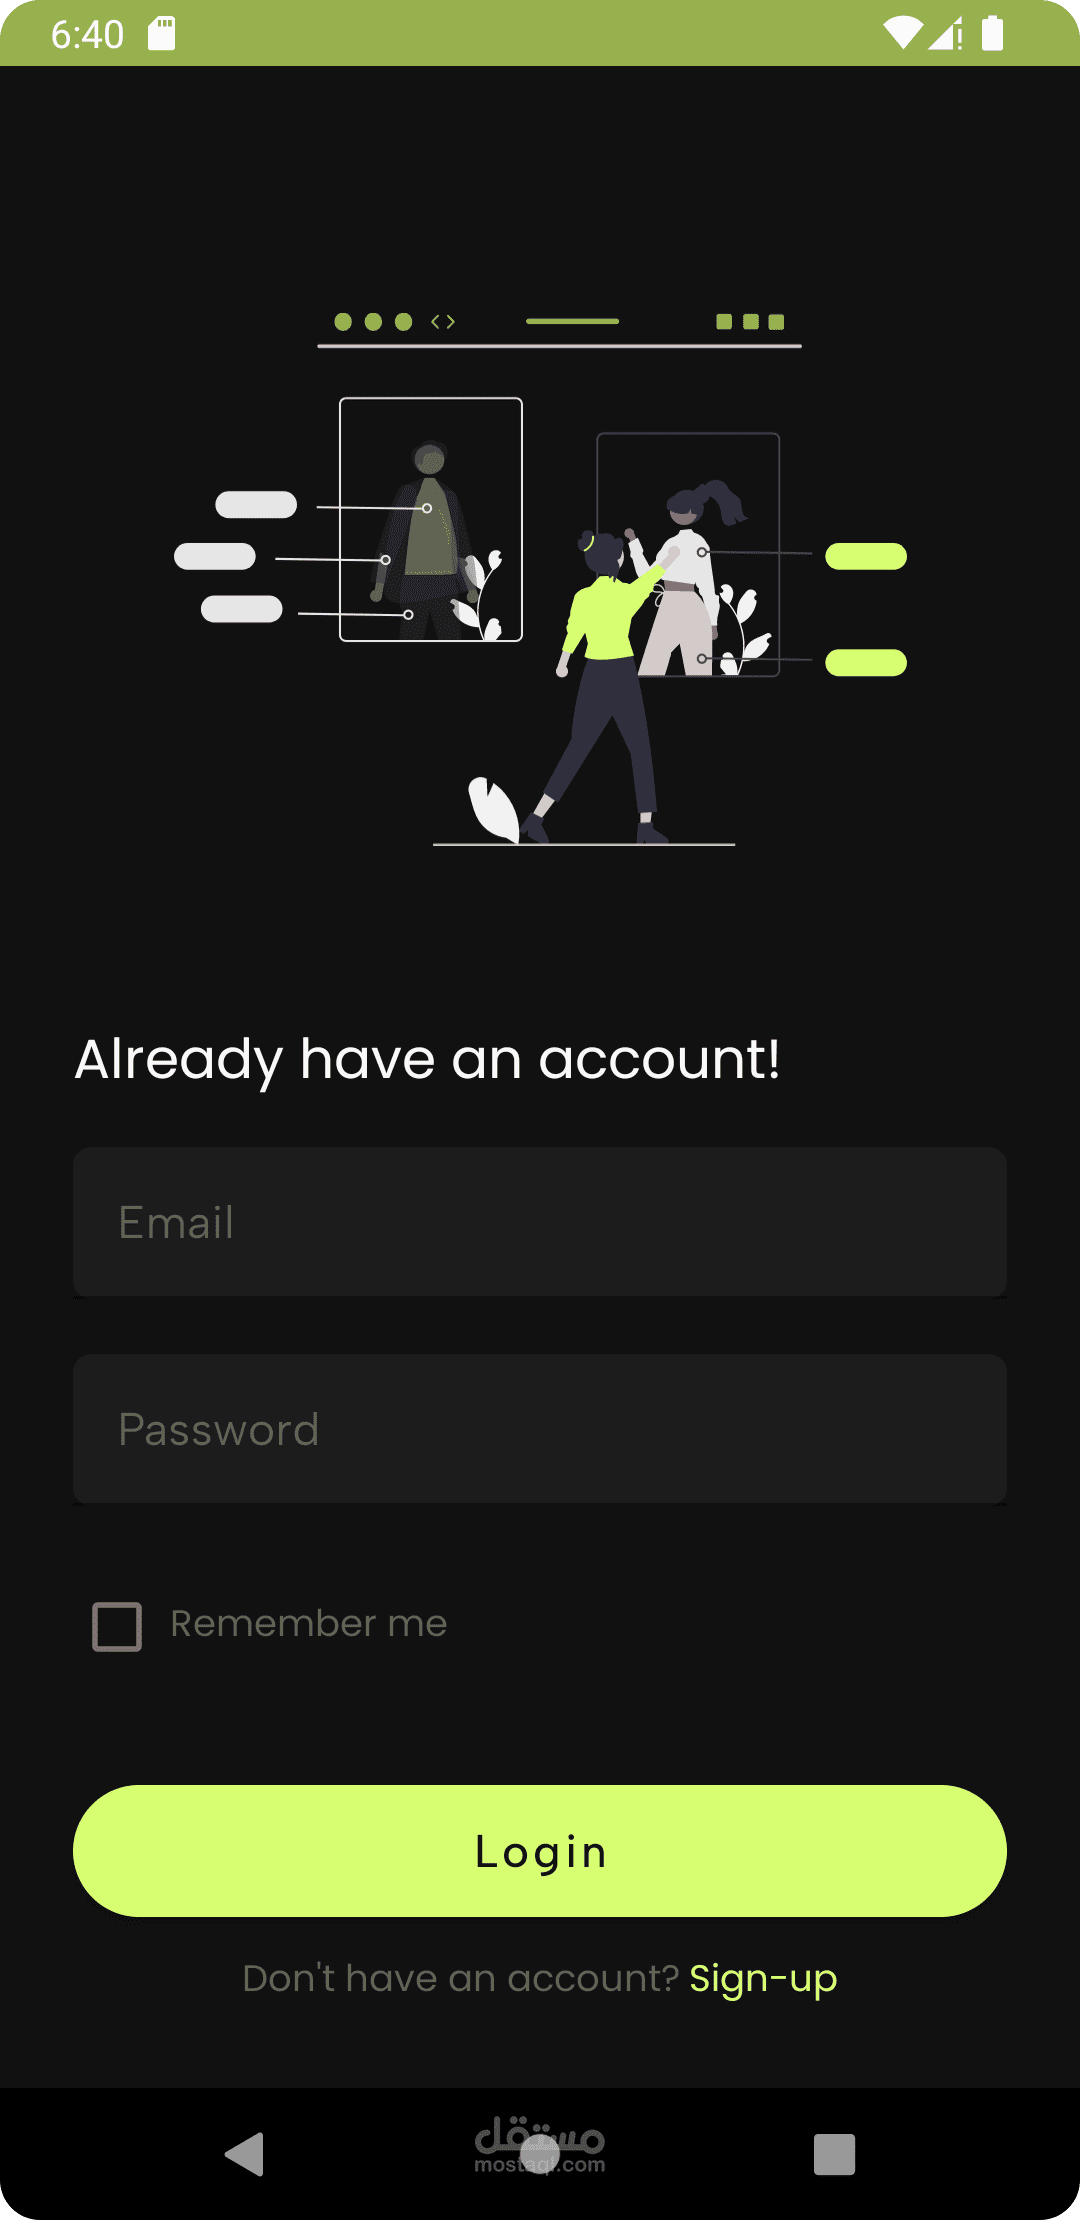 6:40
Already have an account!
Email
Password
Remember me
Login
Don't have an account? Sign-up
مستقل
mostaql.com